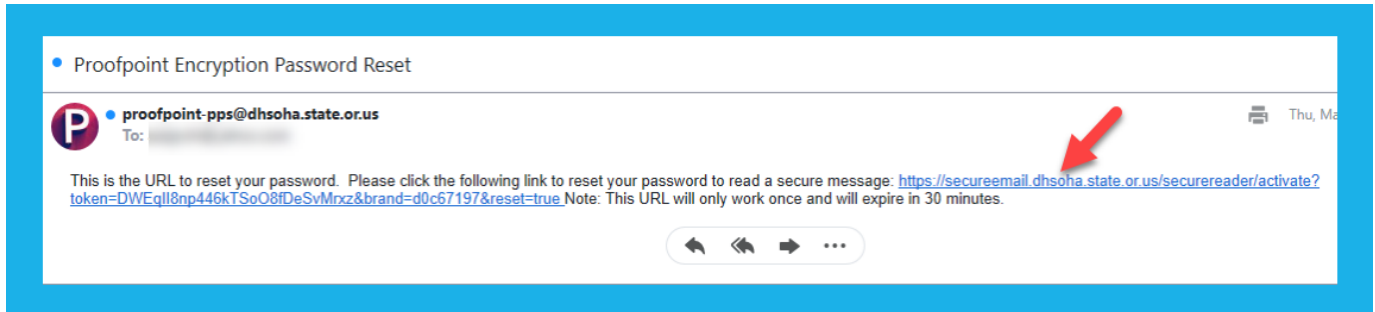 Proofpoint Encryption Password Reset
P
proofpoint-pps@dhsoha.state.or.us
Thu, Ma
To:
This is the URL to reset your password. Please click the following link to reset your password to read a secure message: https://secureemail.dhsoha.state.or.us/securereader/activate?
token=DWEqlI8np446kTSoO8fDeSvMrxz&brand=d0c67197&reset=true Note: This URL will only work once and will expire in 30 minutes.